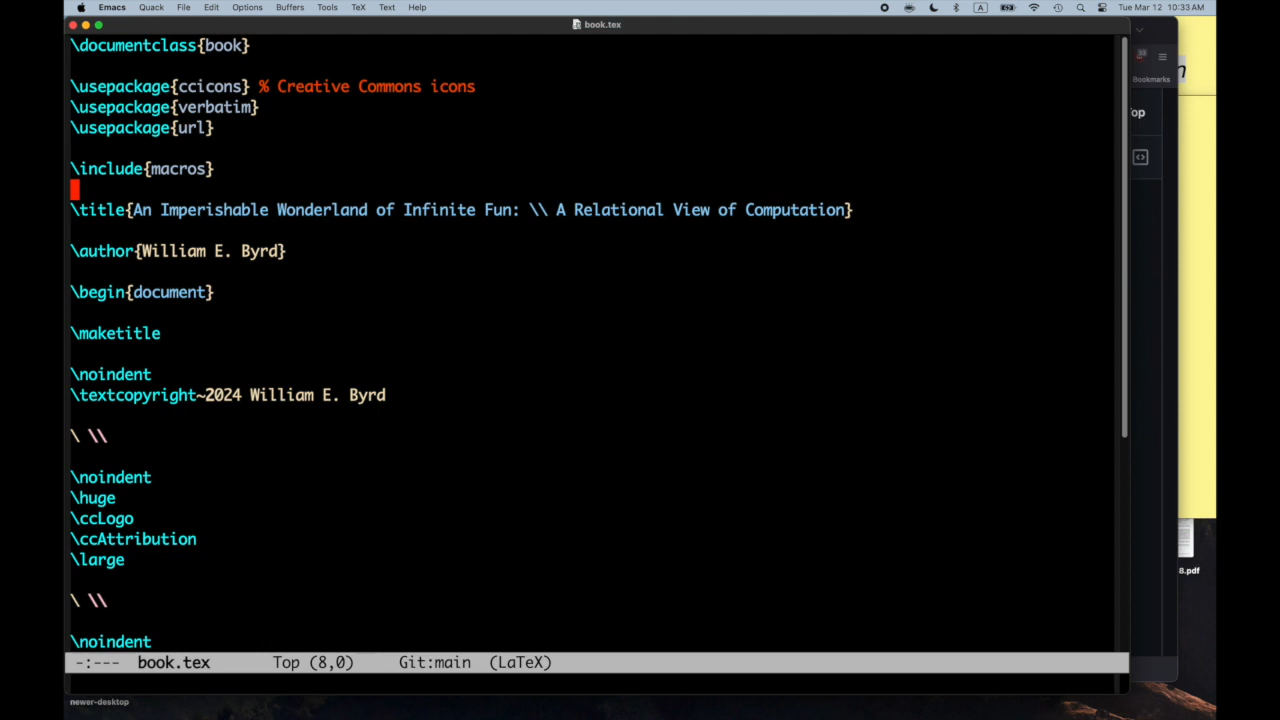 Emacs Quack File Edit Options Buffers Tools TeX Text Help A Tue Mar 12 10:33 AM
book.tex
\documentclass{book}
\usepackage{ccicons} % Creative Commons icons
Bookmarks
\usepackage{verbatim}
\usepackage{url}
\include{macros}
\title{An Imperishable Wonderland of Infinite Fun: \\ A Relational View of Computation}
\author{William E. Byrd}
\begin{document}
\maketitle
\noindent
\textcopyright~2024 William E. Byrd
\ \\
\noindent
\huge
\ccLogo
\ccAttribution
\large
8.pdf
\ \\
\noindent
-:--- book.tex Top (8,0) Git:main (LaTeX)
newer-desktop